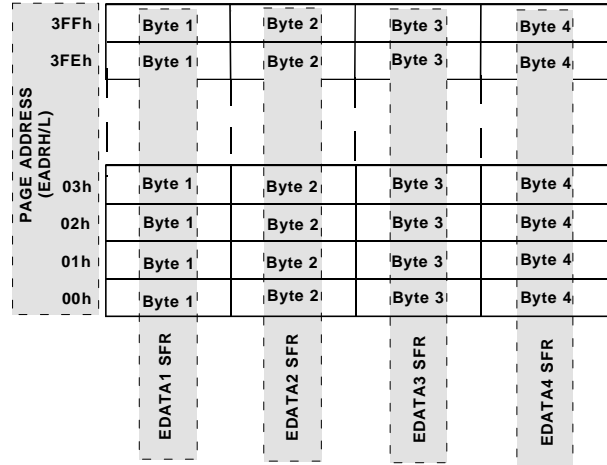 3FFh Byte 1 Byte 2 Byte 3 Byte 4
3FEh Byte 1 Byte 2 Byte 3 Byte 4
PAGE ADDRESS
(EADRH/L)
03h Byte 1 Byte 2 Byte 3 Byte 4
02h Byte 1 Byte 2 Byte 3 Byte 4
01h Byte 1 Byte 2 Byte 3 Byte 4
00h Byte 1 Byte 2 Byte 3 Byte 4
EDATA1 SFR
EDATA2 SFR
EDATA3 SFR
EDATA4 SFR